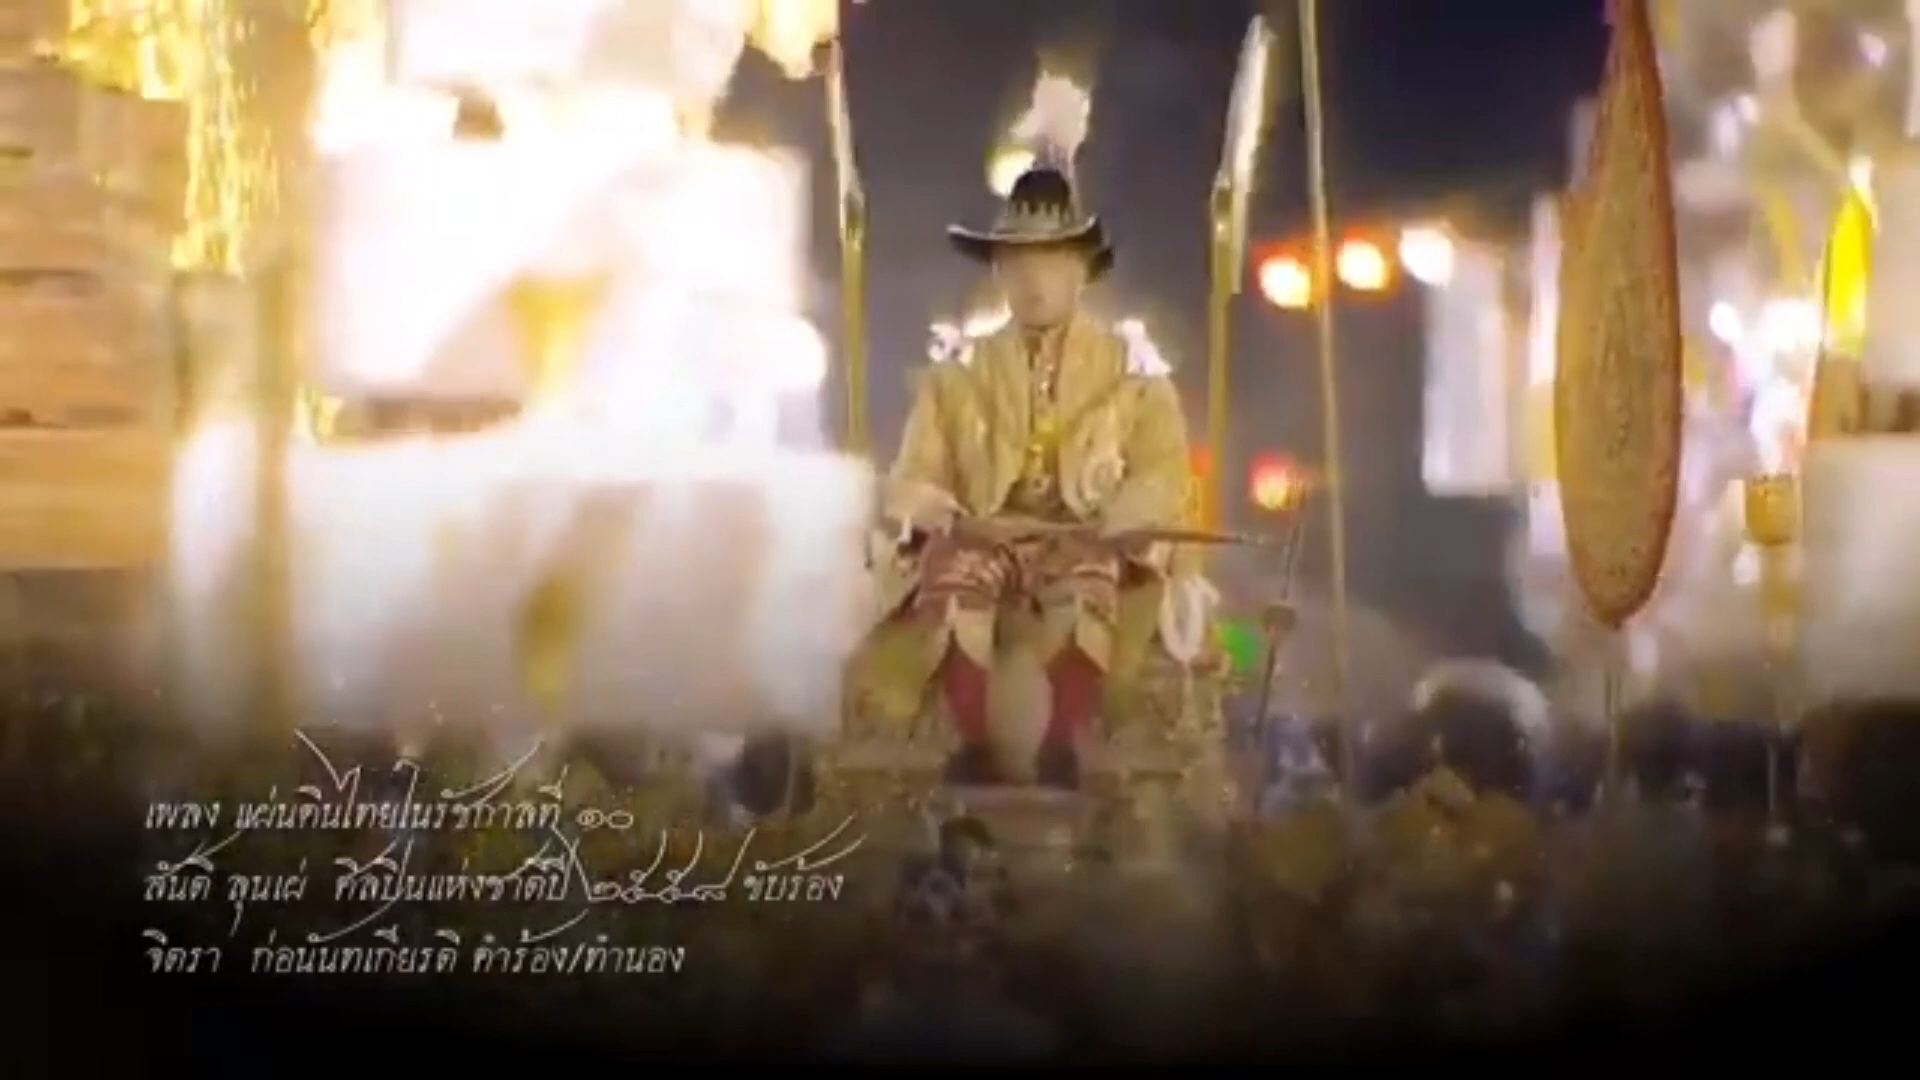 เพลง แผ่นดินไทยในรัชกาลที่ ๑๐
สันติ ลุนเผ่ ศิลปินแห่งชาติปี ๒๕๕๘ ขับร้อง
จิตรา ก่อนันทเกียรติ คำร้อง/ทำนอง